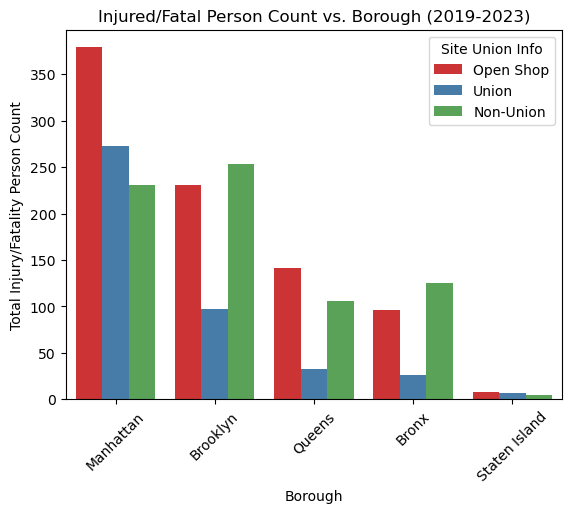 Injured/Fatal Person Count vs. Borough (2019-2023)
Site Union Info
Open Shop
Union
Non-Union
Total Injury/Fatality Person Count
350
300
250
200
150
100
50
0
Manhattan
Brooklyn
Queens
Bronx
Staten Island
Borough